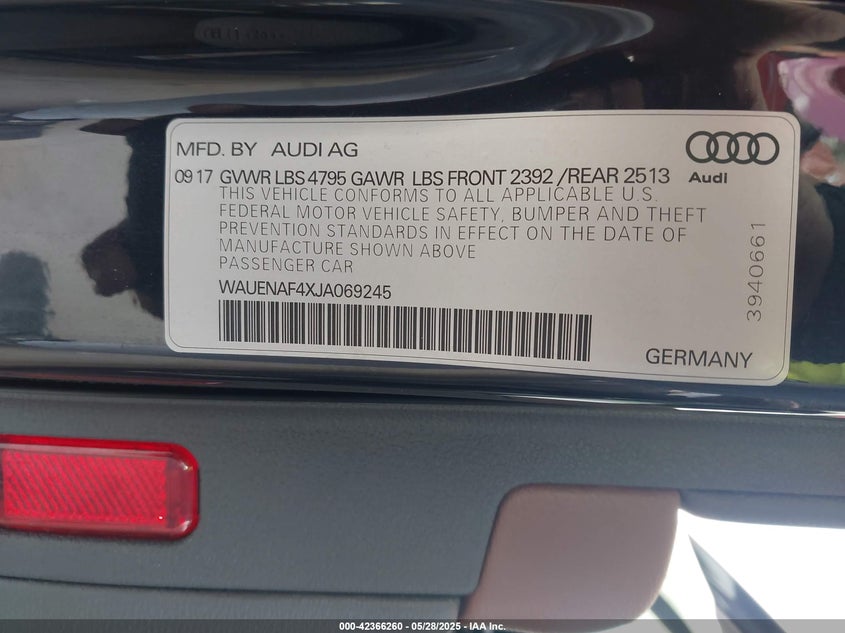 MFD. BY AUDI AG
09 17 GVWR LBS 4795 GAWR LBS FRONT 2392 /REAR 2513
Audi
THIS VEHICLE CONFORMS TO ALL APPLICABLE U.S.
FEDERAL MOTOR VEHICLE SAFETY, BUMPER AND THEFT
PREVENTION STANDARDS IN EFFECT ON THE DATE OF
MANUFACTURE SHOWN ABOVE
PASSENGER CAR
WAUENAF4XJA069245
3940661
GERMANY
000-42366260 - 05/28/2025 - IAA Inc.